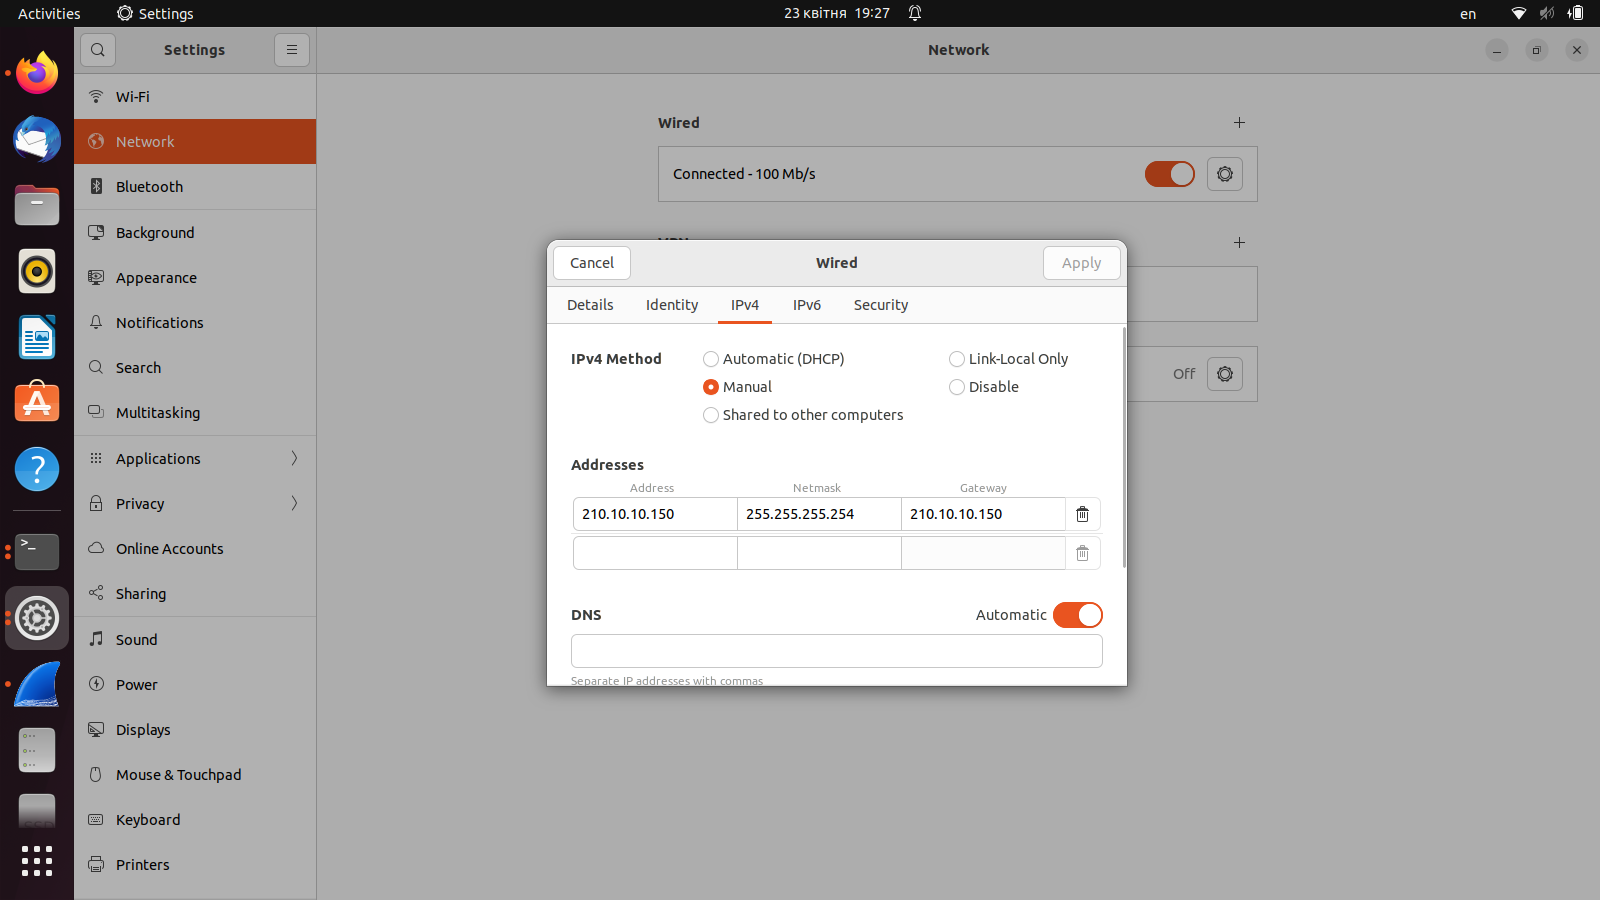 Activities Settings 23 квітня 19:27 en
Settings Network
Wi-Fi
Network
Bluetooth
Background
Appearance
Notifications
Search
Multitasking
Applications
Privacy
Online Accounts
Sharing
Sound
Power
Displays
Mouse & Touchpad
Keyboard
Printers
Wired
Connected - 100 Mb/s
Off
Cancel Wired Apply
Details Identity IPv4 IPv6 Security
IPv4 Method Automatic (DHCP) Link-Local Only
Manual Disable
Shared to other computers
Addresses
Address Netmask Gateway
210.10.10.150 255.255.255.254 210.10.10.150
DNS Automatic
Separate IP addresses with commas